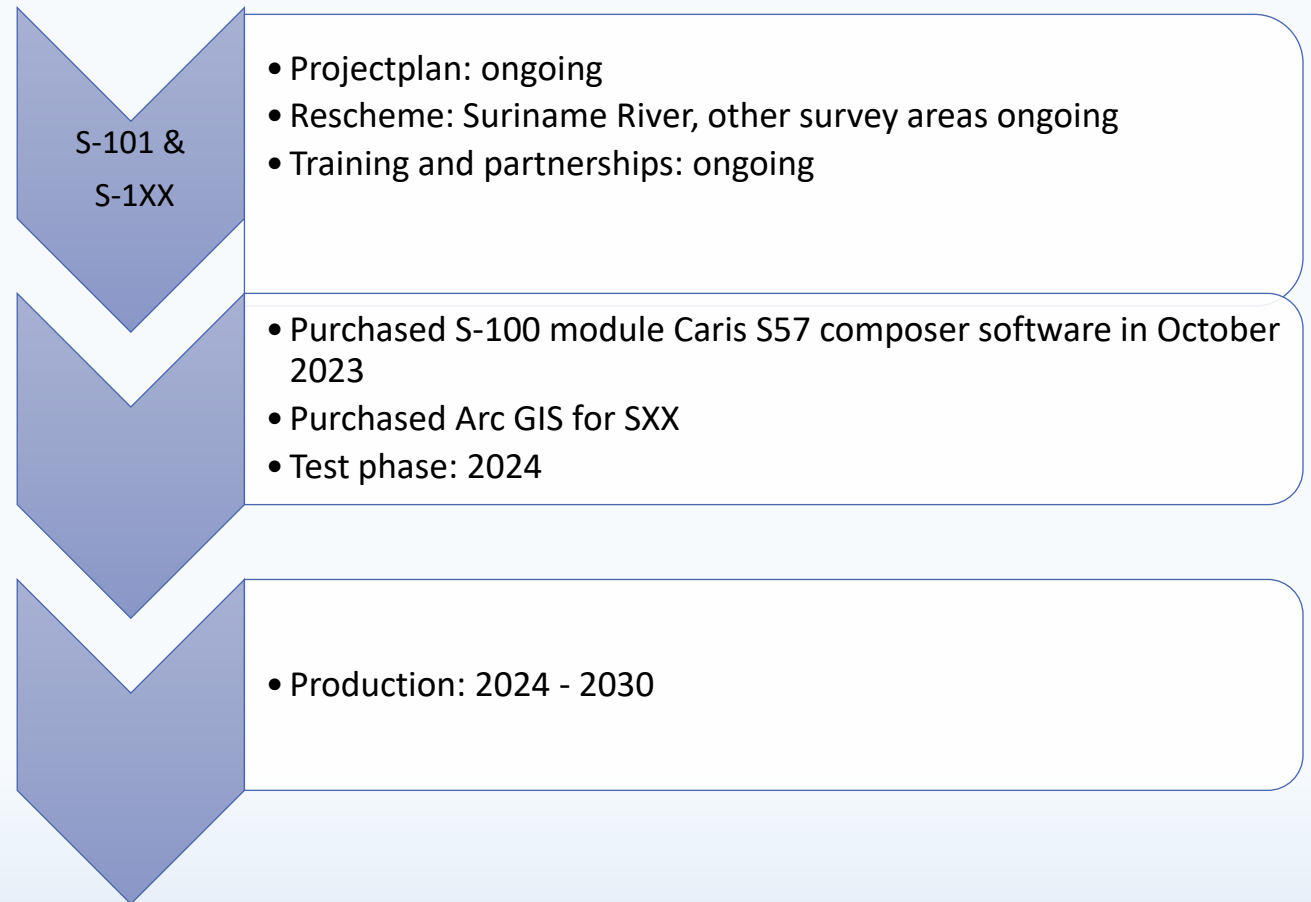 S-101 &
S-1XX
• Projectplan: ongoing
• Rescheme: Suriname River, other survey areas ongoing
• Training and partnerships: ongoing
• Purchased S-100 module Caris S57 composer software in October
2023
• Purchased Arc GIS for SXX
• Test phase: 2024
• Production: 2024 - 2030